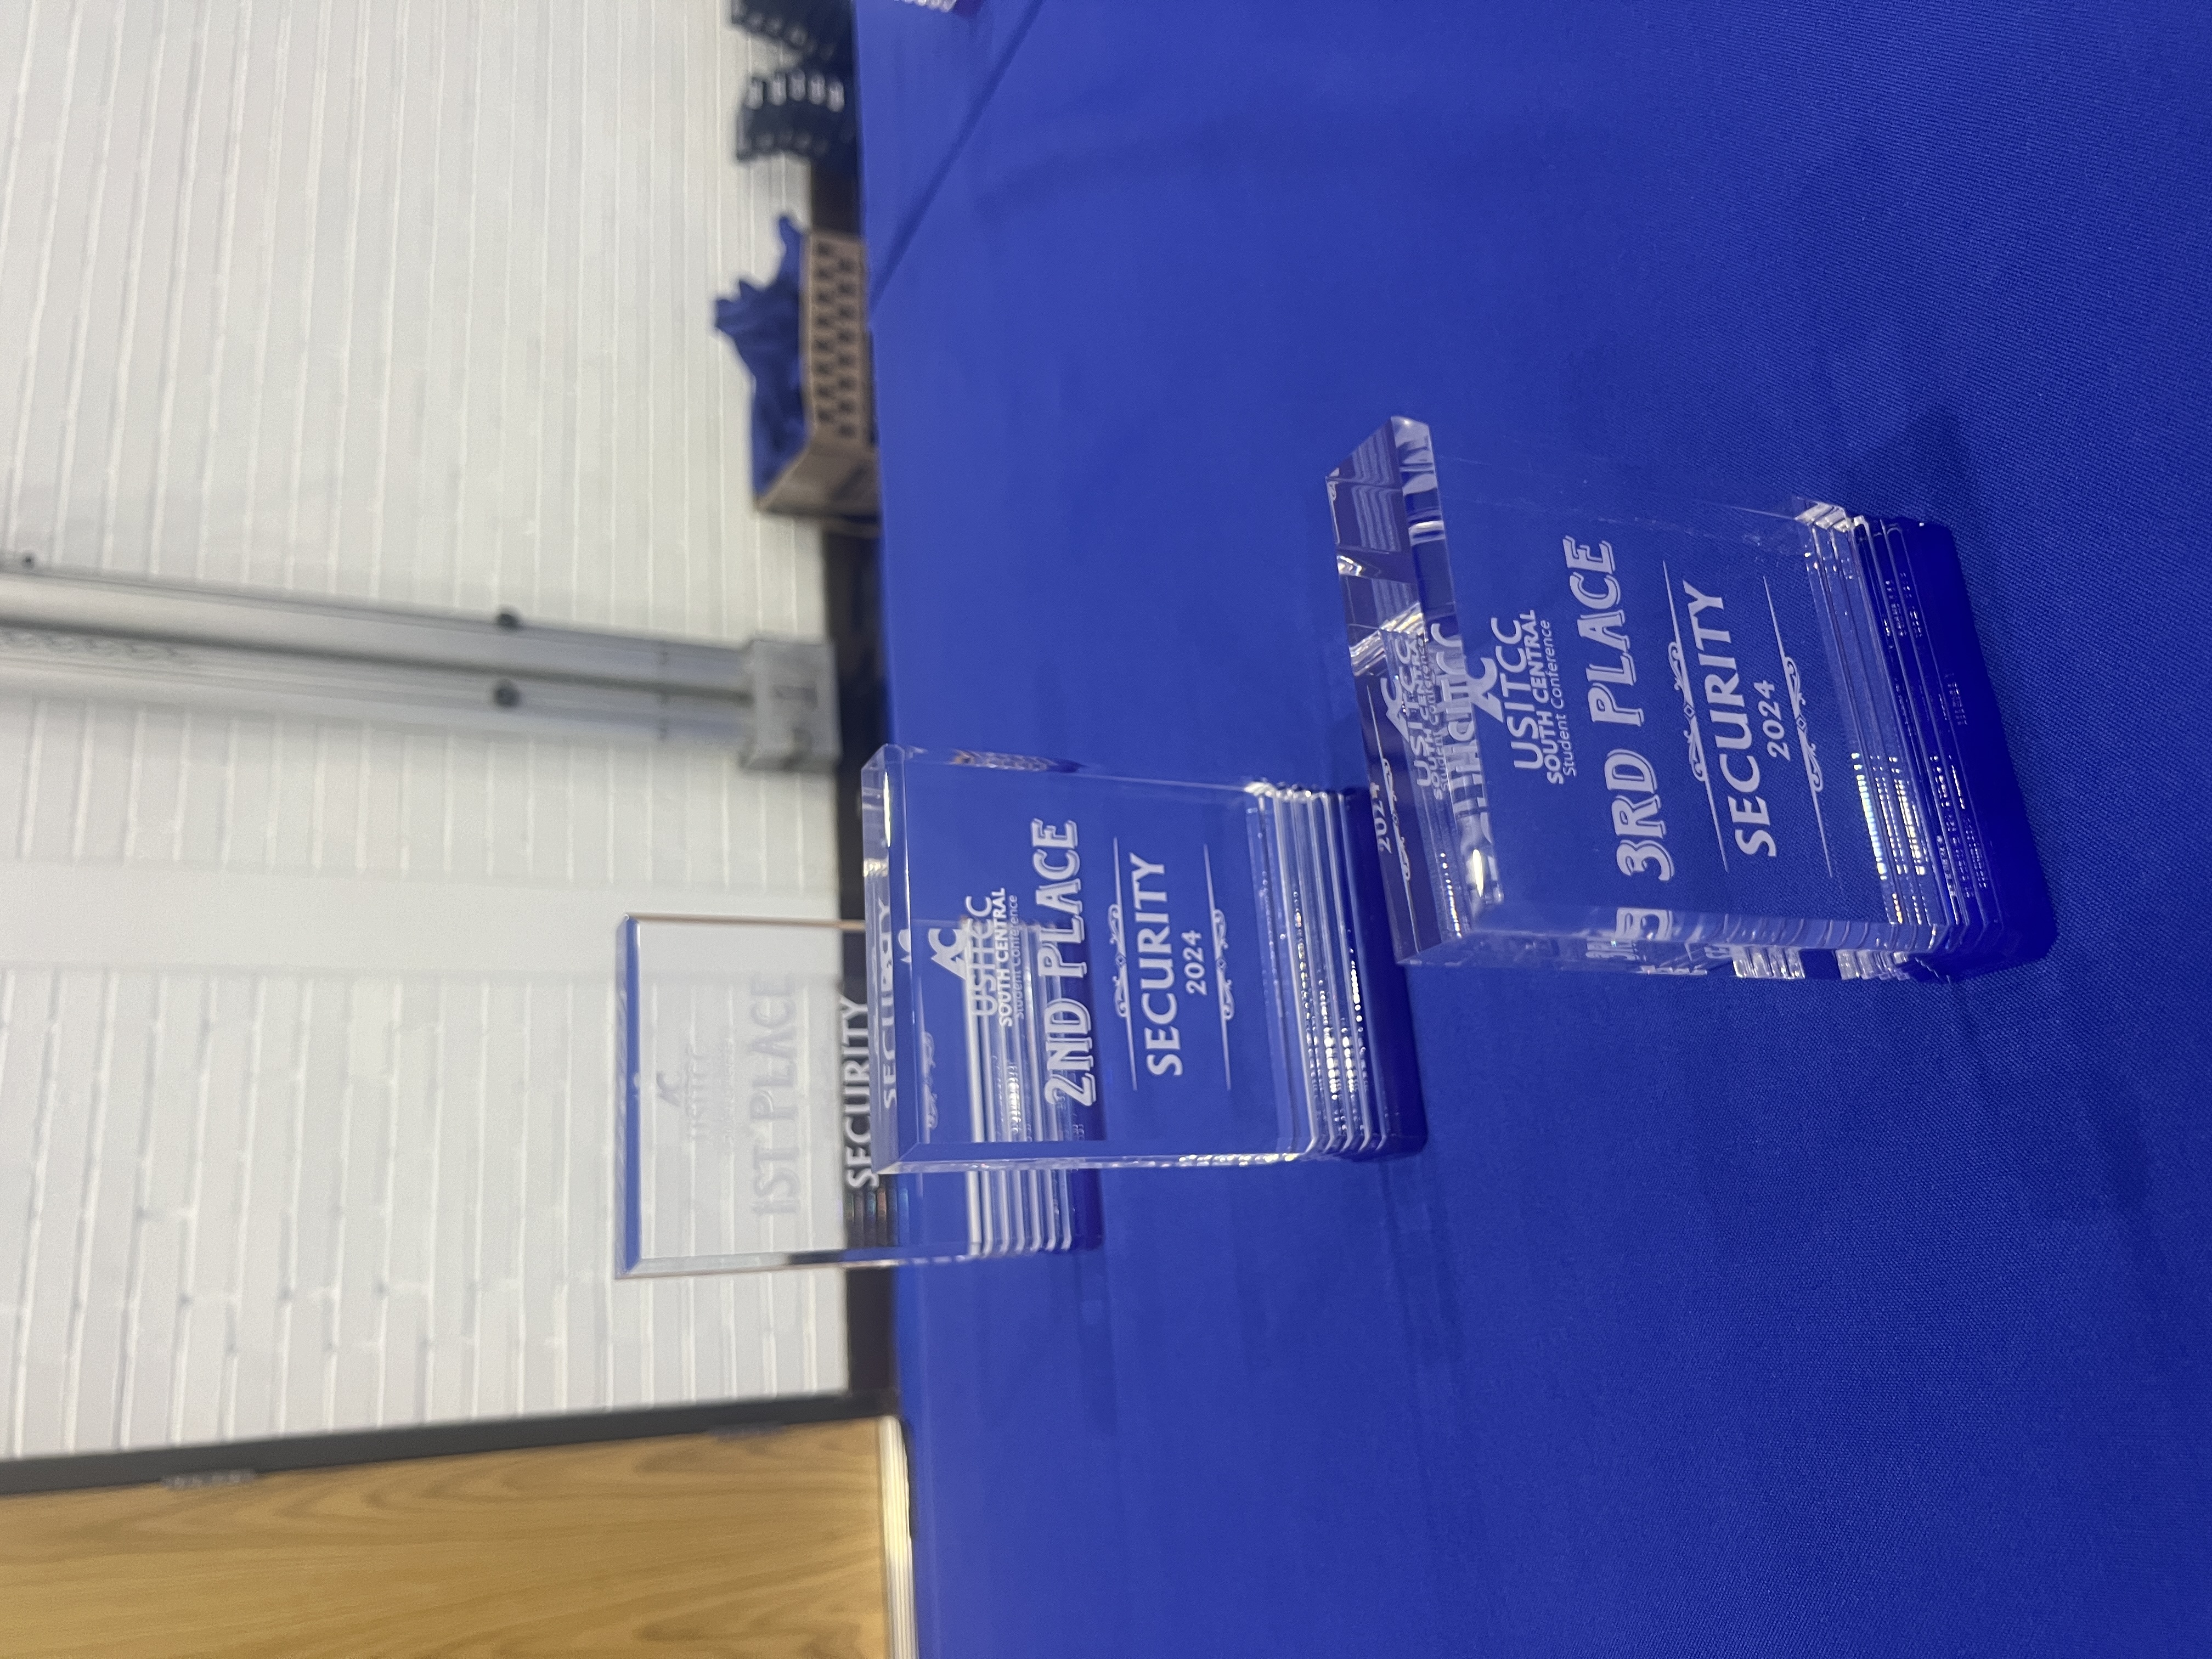 AC
USITCC
1ST PLACE
SECURITY
AC
USITCC
SOUTH CENTRAL
Student Conference
2ND PLACE
SECURITY
2024
AC
USITCC
SOUTH CENTRAL
Student Conference
3RD PLACE
SECURITY
2024